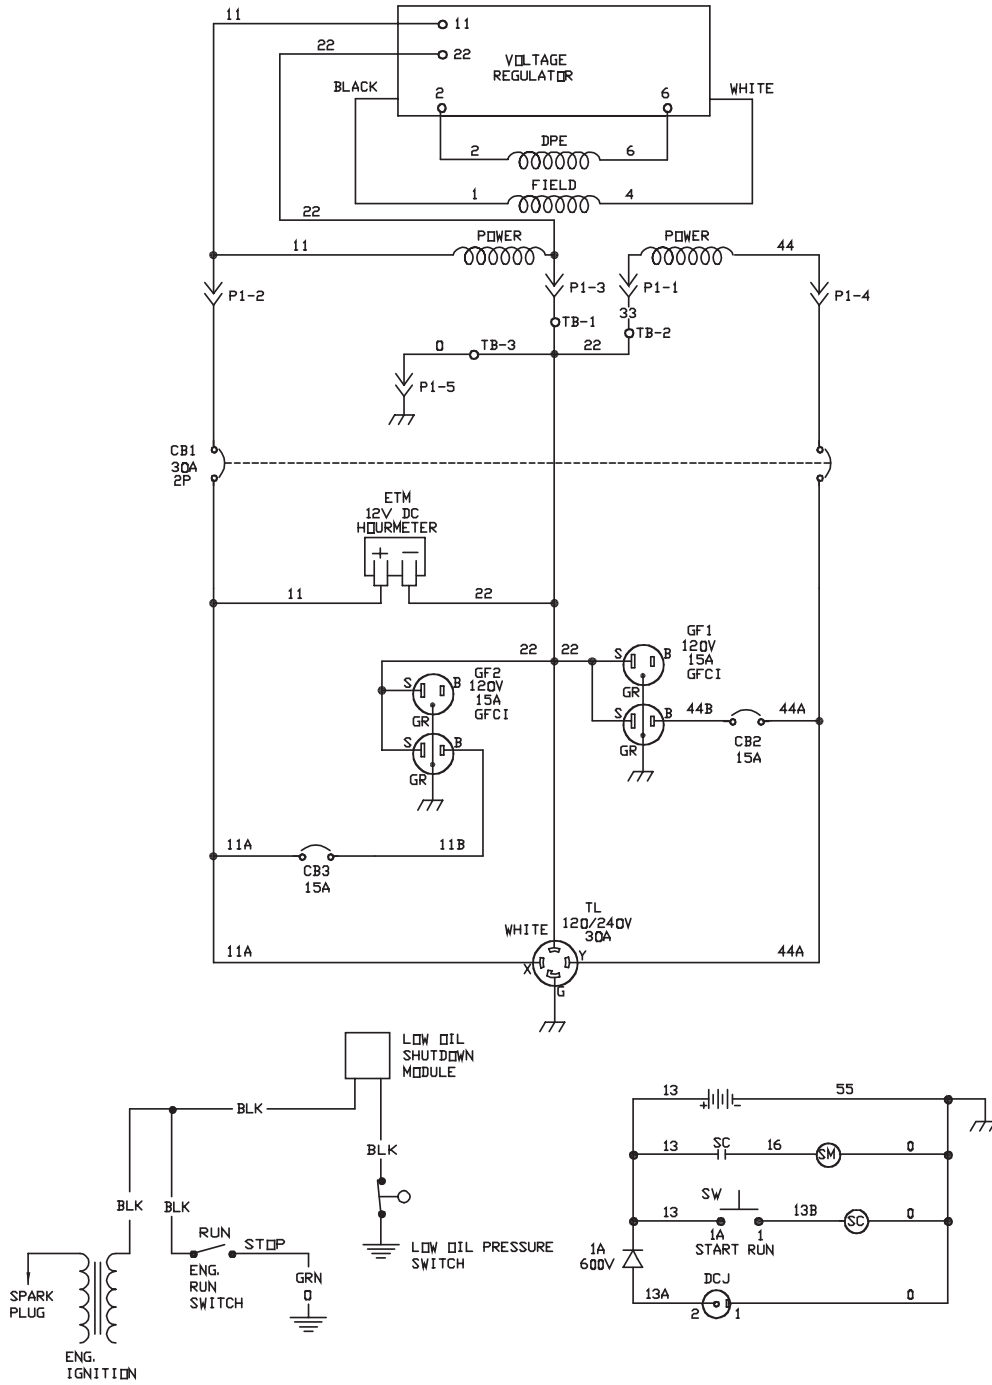 11
11
22
22
VOLTAGE
REGULATOR
BLACK
WHITE
2
6
DPE
2
6
FIELD
1
4
22
POWER
POWER
11
44
P1-2
P1-3
P1-1
P1-4
33
TB-1
TB-2
0
TB-3
22
P1-5
CB1
30A
2P
ETM
12V DC
HOURMETER
+ −
11
22
22
22
GF1
120V
15A
GFCI
S
B
GR
GF2
120V
15A
GFCI
S
B
GR
S
B
44B
44A
GR
CB2
15A
S
B
GR
11A
11B
CB3
15A
TL
120/240V
30A
WHITE
11A
X
Y
44A
G
LOW OIL
SHUTDOWN
MODULE
BLK
BLK
BLK
BLK
RUN
STOP
ENG.
RUN
SWITCH
GRN
0
LOW OIL PRESSURE
SWITCH
SPARK
PLUG
ENG.
IGNITION
13
+
−
55
13
SC
16
SM
0
SW
13
13B
SC
0
1A
1
START RUN
1A
600V
DCJ
13A
0
2
1